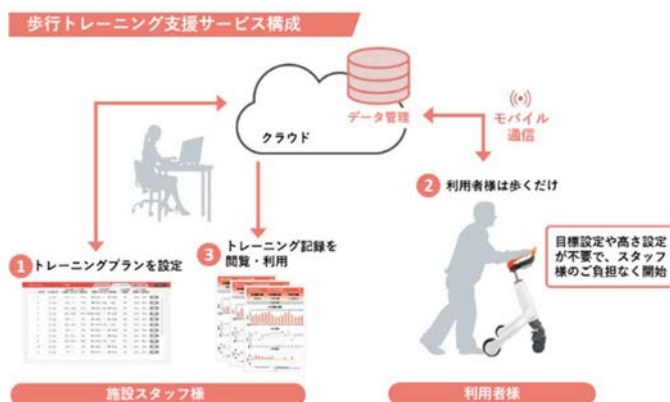 歩行トレーニング支援サービス構成
データ管理
クラウド
モバイル
通信
2 利用者様は歩くだけ
目標設定や高さ設定
が不要で、スタッフ
様のご負担なく開始
1 トレーニングプランを設定
3 トレーニング記録を
閲覧・利用
施設スタッフ様
利用者様